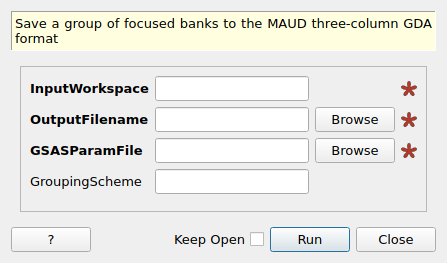 Save a group of focused banks to the MAUD three-column GDA
format
InputWorkspace
OutputFilename Browse
GSASParamFile Browse
GroupingScheme
? Keep Open Run Close